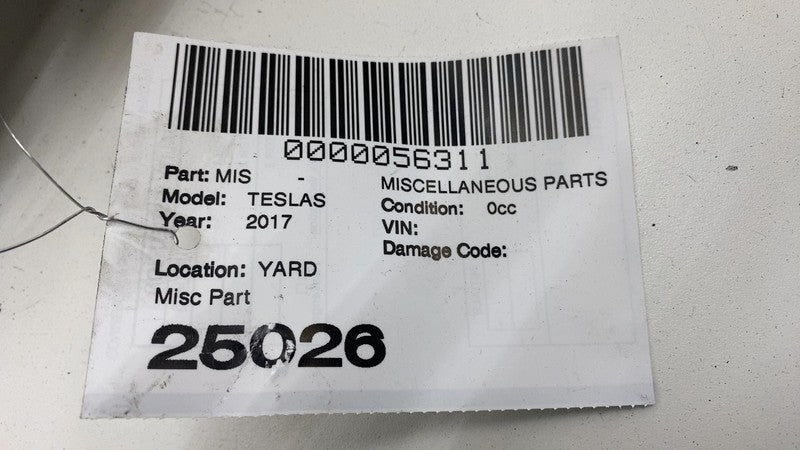 0000056311
Part: MIS - MISCELLANEOUS PARTS
Model: TESLAS Condition: 0cc
Year: 2017 VIN:
Damage Code:
Location: YARD
Misc Part
25026